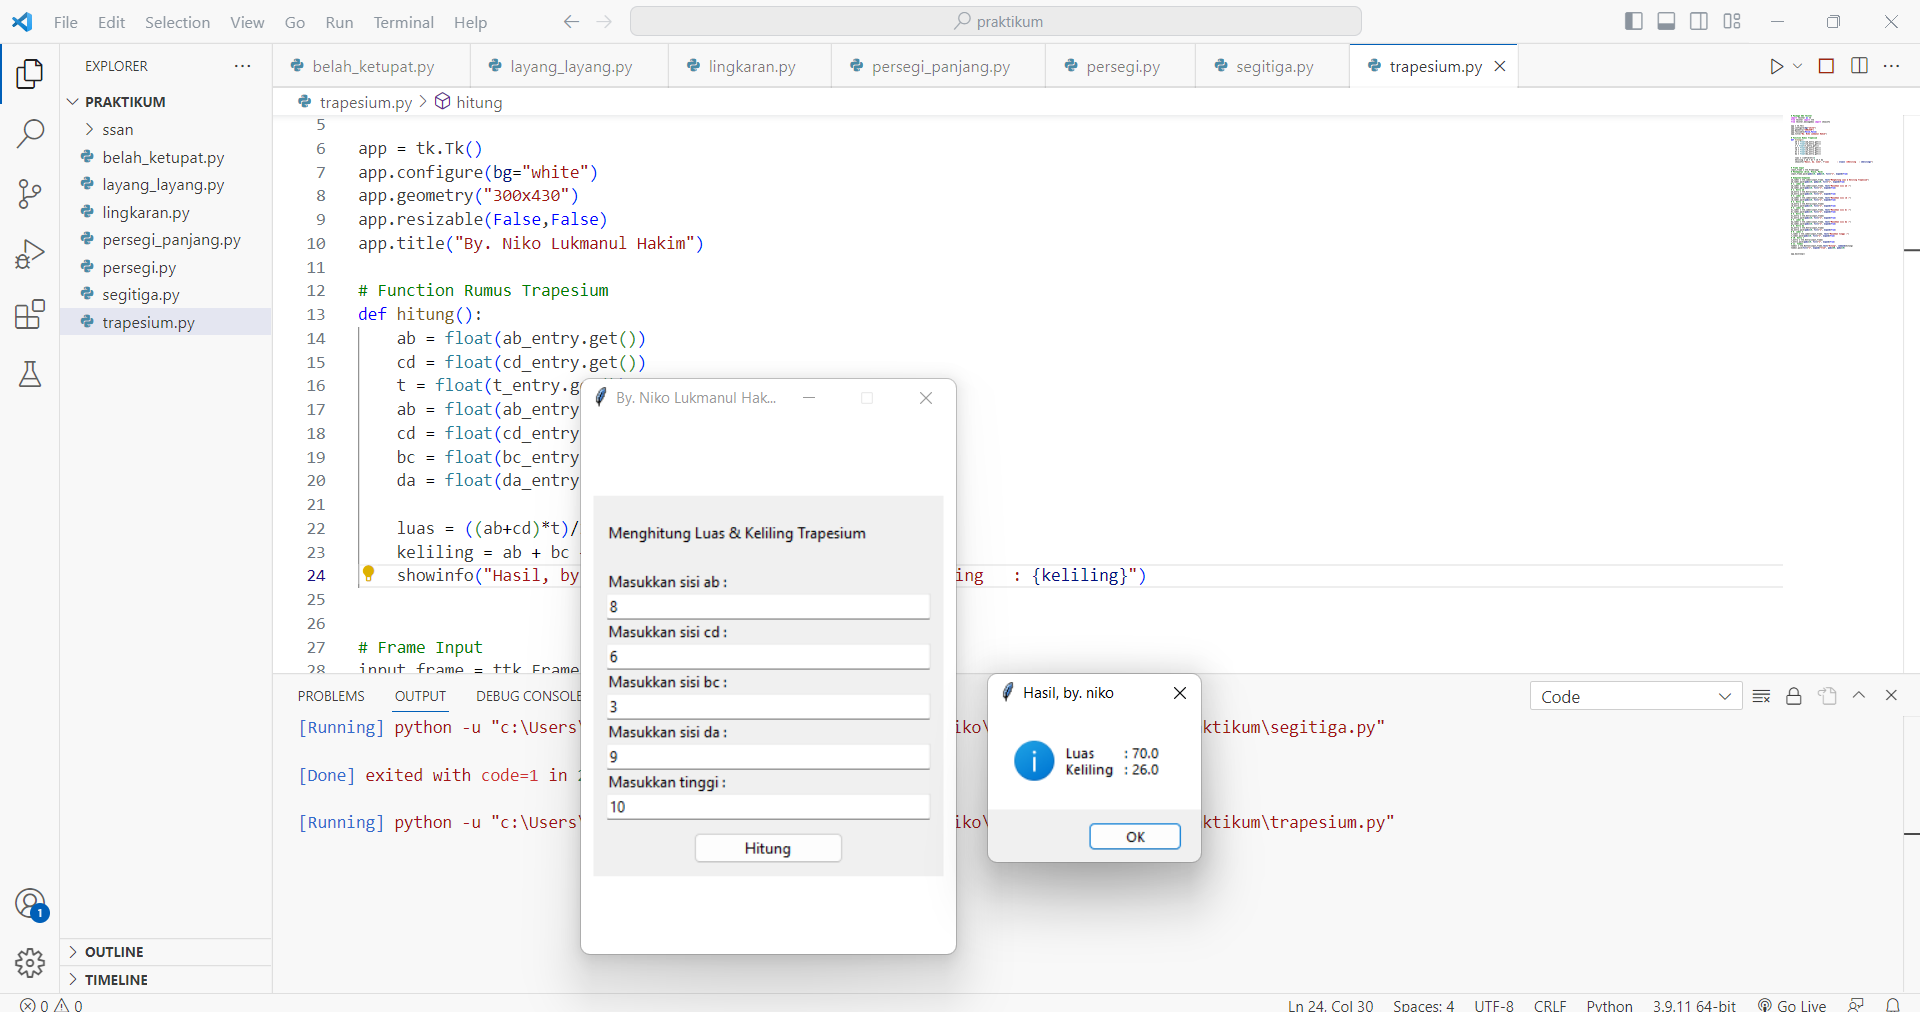 File Edit Selection View Go Run Terminal Help
praktikum
EXPLORER
PRAKTIKUM
ssan
belah_ketupat.py
layang_layang.py
lingkaran.py
persegi_panjang.py
persegi.py
segitiga.py
trapesium.py
OUTLINE
TIMELINE
1
belah_ketupat.py layang_layang.py lingkaran.py persegi_panjang.py persegi.py segitiga.py trapesium.py
trapesium.py > hitung
5
6 app = tk.Tk()
7 app.configure(bg="white")
8 app.geometry("300x430")
9 app.resizable(False,False)
10 app.title("By. Niko Lukmanul Hakim")
11
12 # Function Rumus Trapesium
13 def hitung():
14 ab = float(ab_entry.get())
15 cd = float(cd_entry.get())
16 t = float(t_entry.g
17 ab = float(ab_entry
18 cd = float(cd_entry
19 bc = float(bc_entry
20 da = float(da_entry
21
22 luas = ((ab+cd)*t)/
23 keliling = ab + bc
24 showinfo("Hasil, by ing : {keliling}")
25
26
27 # Frame Input
28 input_frame = ttk.Frame
By. Niko Lukmanul Hak...
Menghitung Luas & Keliling Trapesium
Masukkan sisi ab :
8
Masukkan sisi cd :
6
Masukkan sisi bc :
3
Masukkan sisi da :
9
Masukkan tinggi :
10
Hitung
Hasil, by. niko
Luas : 70.0
Keliling : 26.0
OK
PROBLEMS OUTPUT DEBUG CONSOLE
Code
[Running] python -u "c:\Users\ iko\ ktikum\segitiga.py"
[Done] exited with code=1 in 2
[Running] python -u "c:\Users\ iko\ ktikum\trapesium.py"
0 0
Ln 24, Col 30 Spaces: 4 UTF-8 CRLF Python 3.9.11 64-bit Go Live